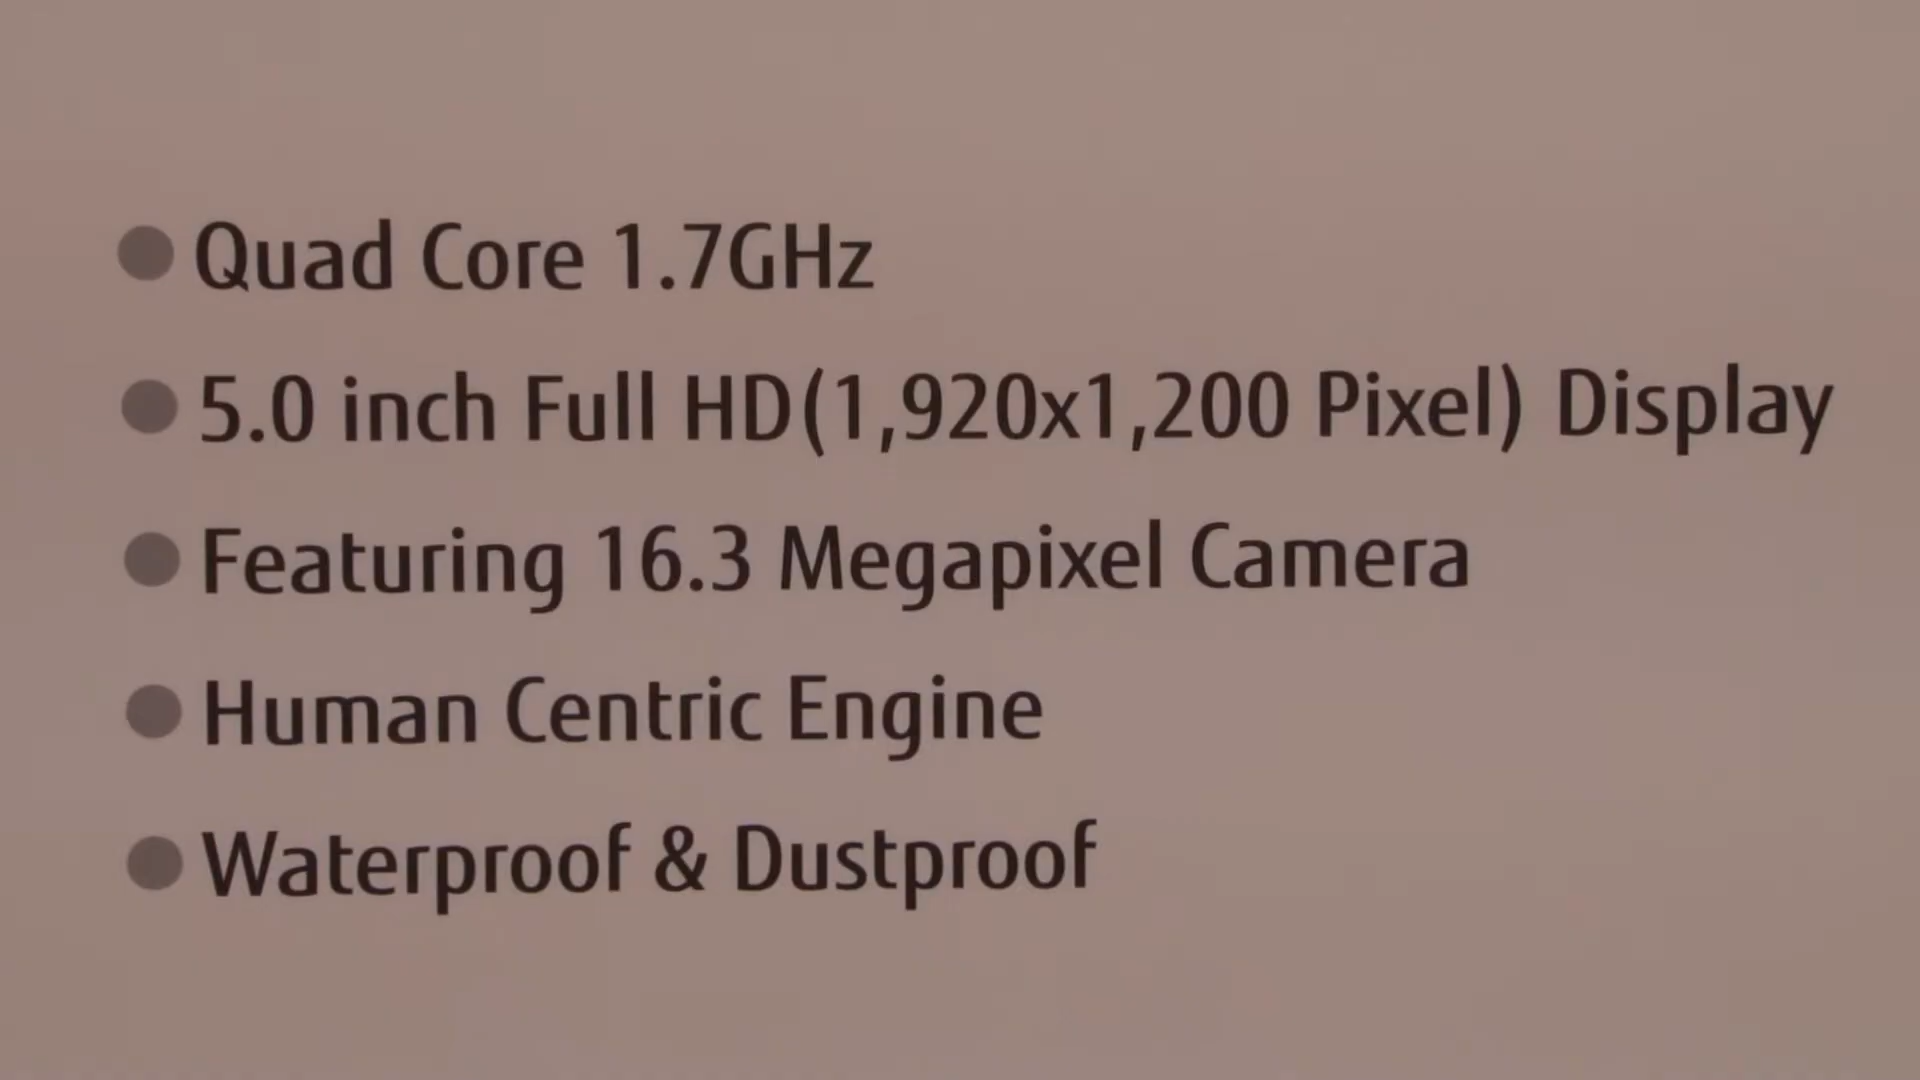 ● Quad Core 1.7GHz
● 5.0 inch Full HD(1,920x1,200 Pixel) Display
● Featuring 16.3 Megapixel Camera
● Human Centric Engine
● Waterproof & Dustproof